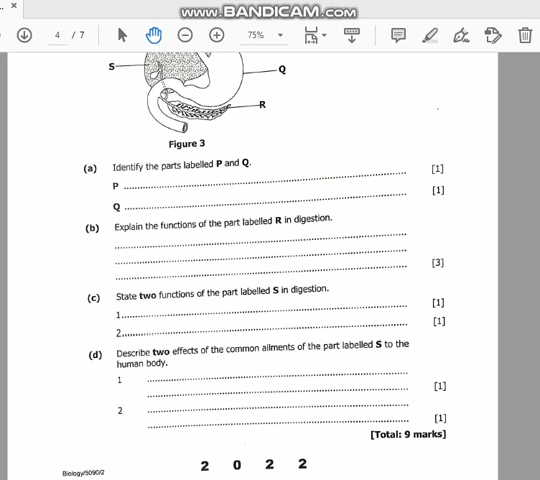 www.BANDICAM.com
4 / 7
75%
S
Q
R
Figure 3
(a) Identify the parts labelled P and Q.
P ........ [1]
Q ........ [1]
(b) Explain the functions of the part labelled R in digestion.
[3]
(c) State two functions of the part labelled S in digestion.
1........ [1]
2........ [1]
(d) Describe two effects of the common ailments of the part labelled S to the
human body.
1
[1]
2
[1]
[Total: 9 marks]
Biology/5090/2
2 0 2 2